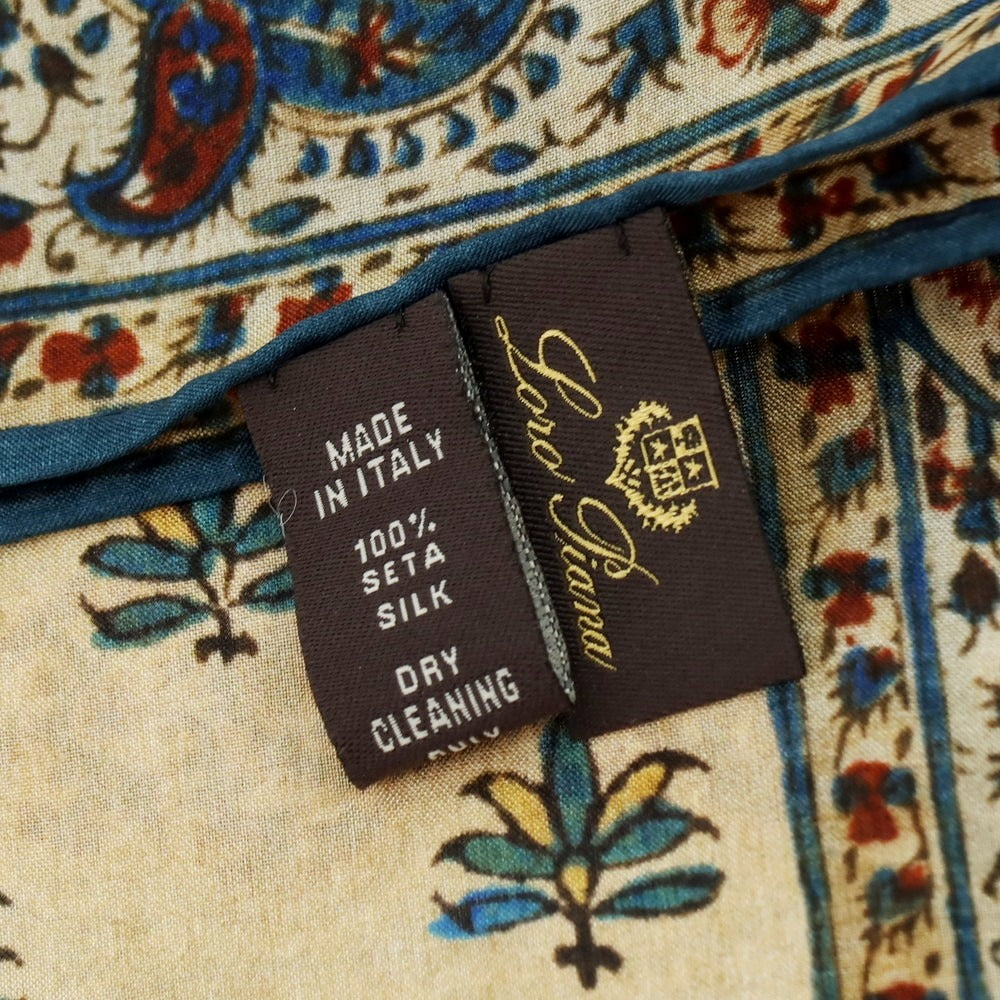 MADE
IN ITALY
100%
SETA
SILK
DRY
CLEANING
Loro Piana